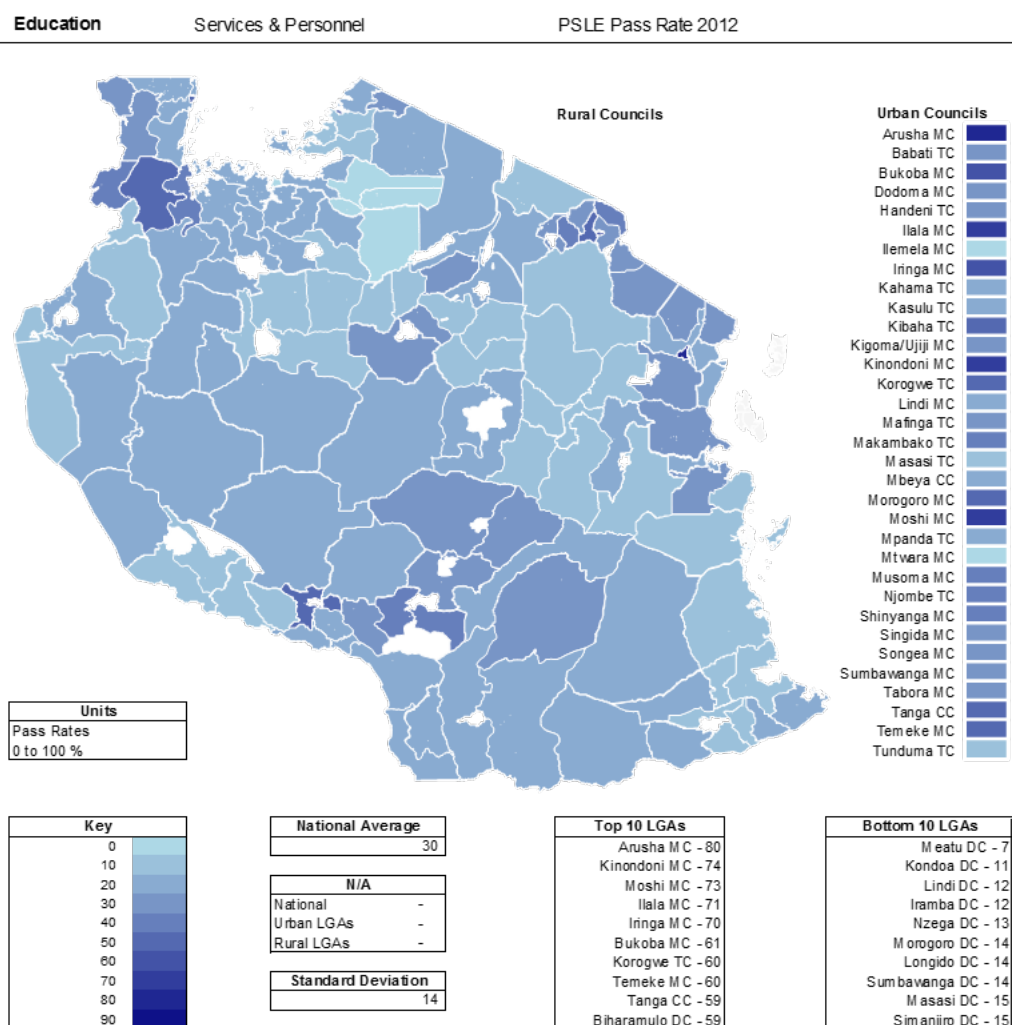 Education Services & Personnel PSLE Pass Rate 2012
Rural Councils
Urban Councils
Arusha MC
Babati TC
Bukoba MC
Dodoma MC
Handeni TC
Ilala MC
Ilemela MC
Iringa MC
Kahama TC
Kasulu TC
Kibaha TC
Kigoma/Ujiji MC
Kinondoni MC
Korogwe TC
Lindi MC
Mafinga TC
Makambako TC
Masasi TC
Mbeya CC
Morogoro MC
Moshi MC
Mpanda TC
Mtwara MC
Musoma MC
Njombe TC
Shinyanga MC
Singida MC
Songea MC
Sumbawanga MC
Tabora MC
Tanga CC
Temeke MC
Tunduma TC
Units
Pass Rates
0 to 100 %
Key
0
10
20
30
40
50
60
70
80
90
National Average
30
N/A
National -
Urban LGAs -
Rural LGAs -
Standard Deviation
14
Top 10 LGAs
Arusha MC - 80
Kinondoni MC - 74
Moshi MC - 73
Ilala MC - 71
Iringa MC - 70
Bukoba MC - 61
Korogwe TC - 60
Temeke MC - 60
Tanga CC - 59
Biharamulo DC - 59
Bottom 10 LGAs
Meatu DC - 7
Kondoa DC - 11
Lindi DC - 12
Iramba DC - 12
Nzega DC - 13
Morogoro DC - 14
Longido DC - 14
Sumbawanga DC - 14
Masasi DC - 15
Simanjiro DC - 15